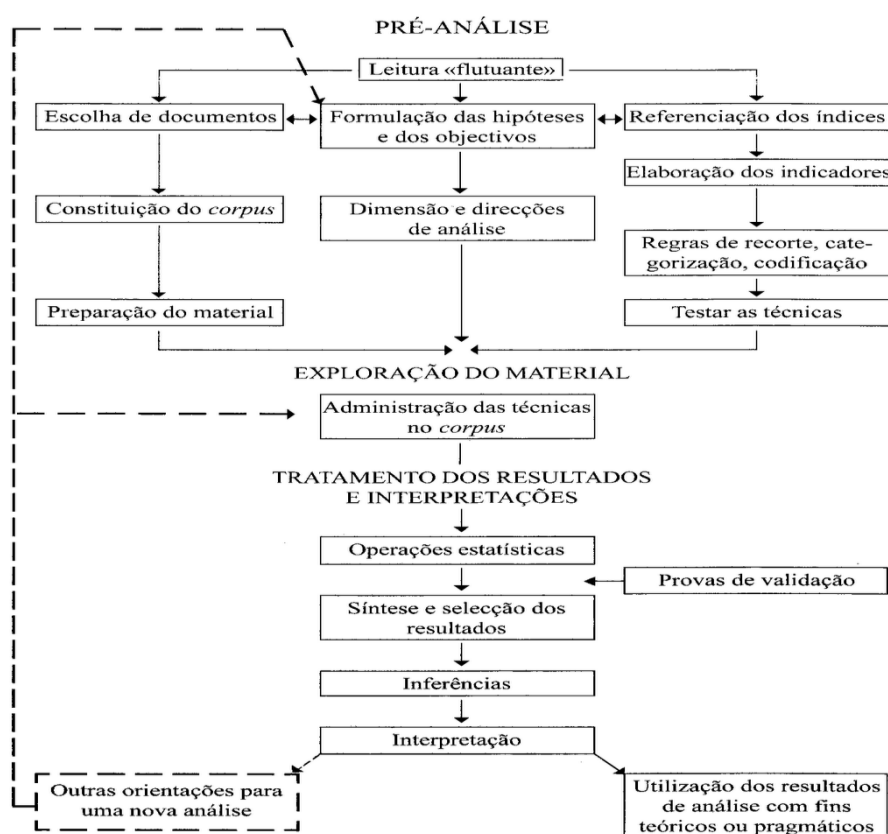 PRÉ-ANÁLISE
Leitura «flutuante»
Escolha de documentos
Formulação das hipóteses
e dos objectivos
Referenciação dos índices
Elaboração dos indicadores
Constituição do corpus
Dimensão e direcções
de análise
Regras de recorte, cate-
gorização, codificação
Preparação do material
Testar as técnicas
EXPLORAÇÃO DO MATERIAL
Administração das técnicas
no corpus
TRATAMENTO DOS RESULTADOS
E INTERPRETAÇÕES
Operações estatísticas
Provas de validação
Síntese e selecção dos
resultados
Inferências
Interpretação
Outras orientações para
uma nova análise
Utilização dos resultados
de análise com fins
teóricos ou pragmáticos